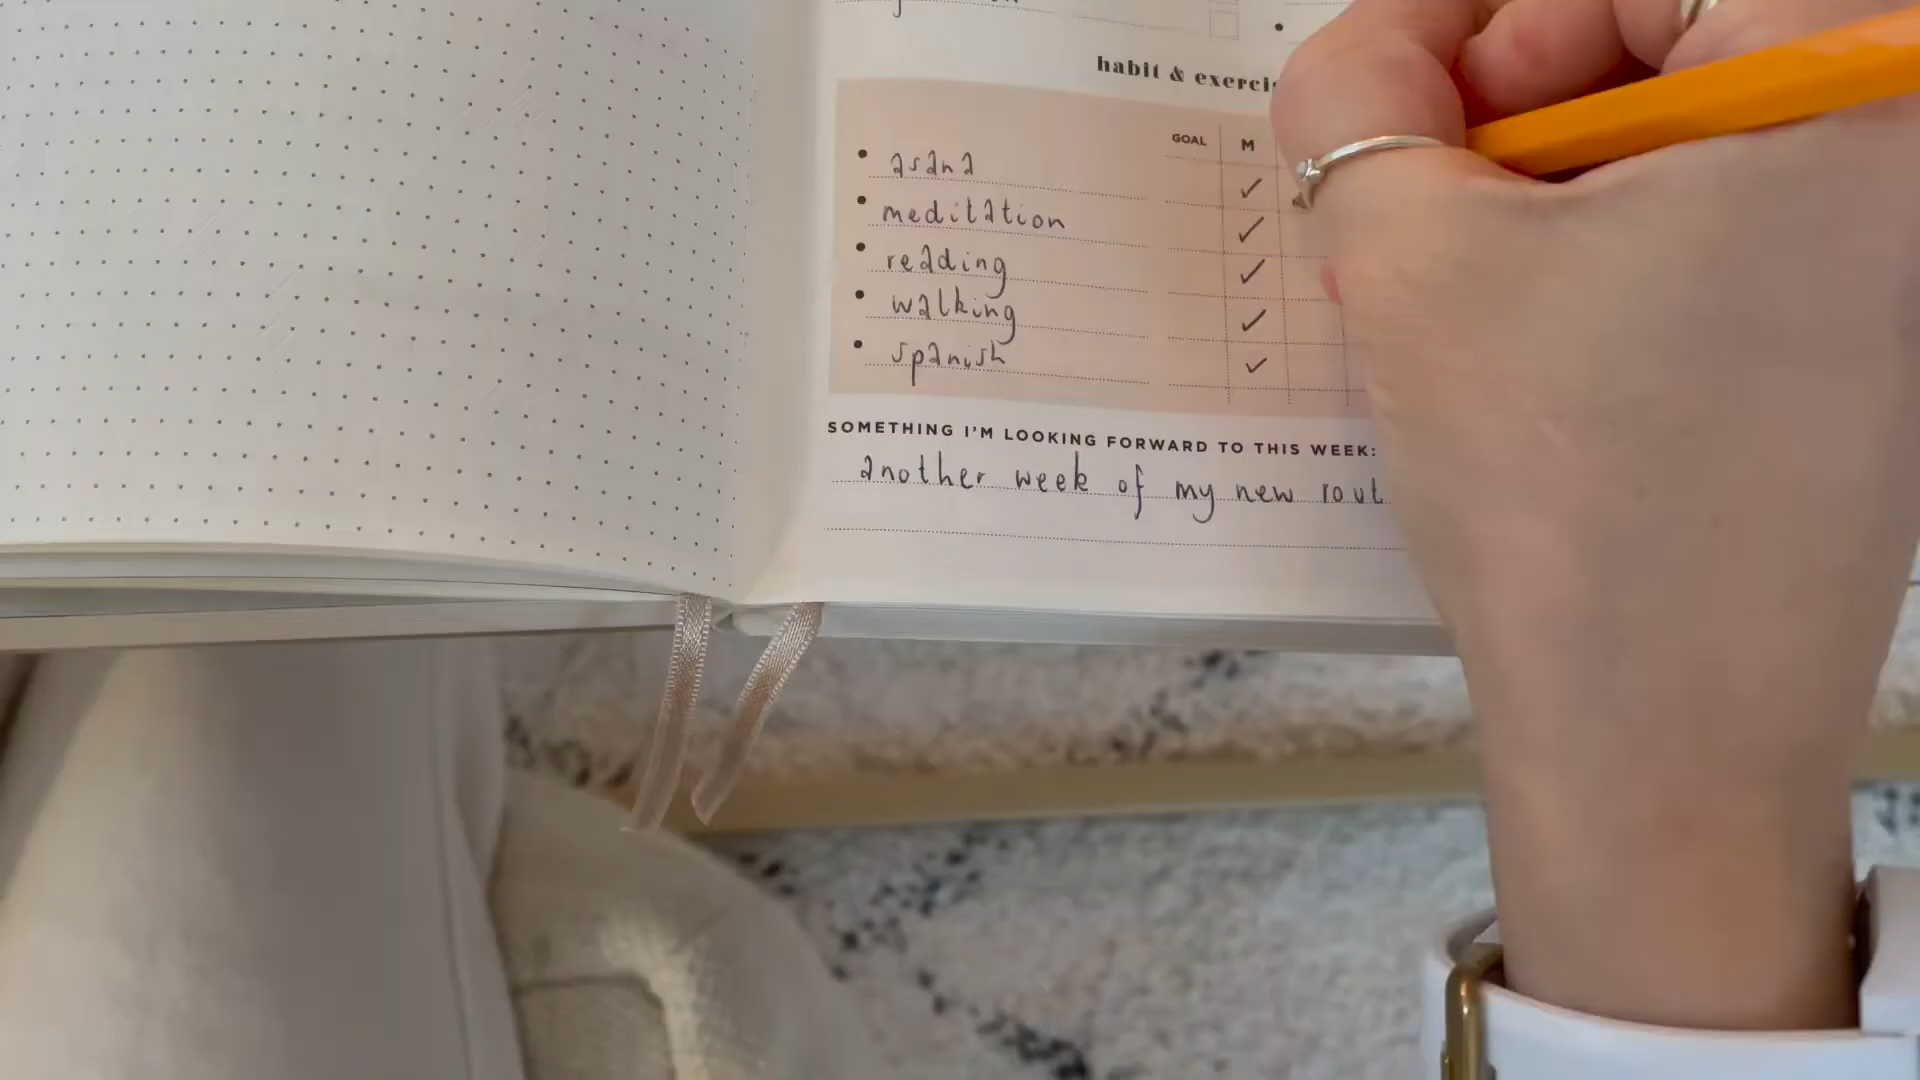 habit & exerci
GOAL M
asana ✓
meditation ✓
reading ✓
walking ✓
spanish ✓
SOMETHING I'M LOOKING FORWARD TO THIS WEEK:
another week of my new rout